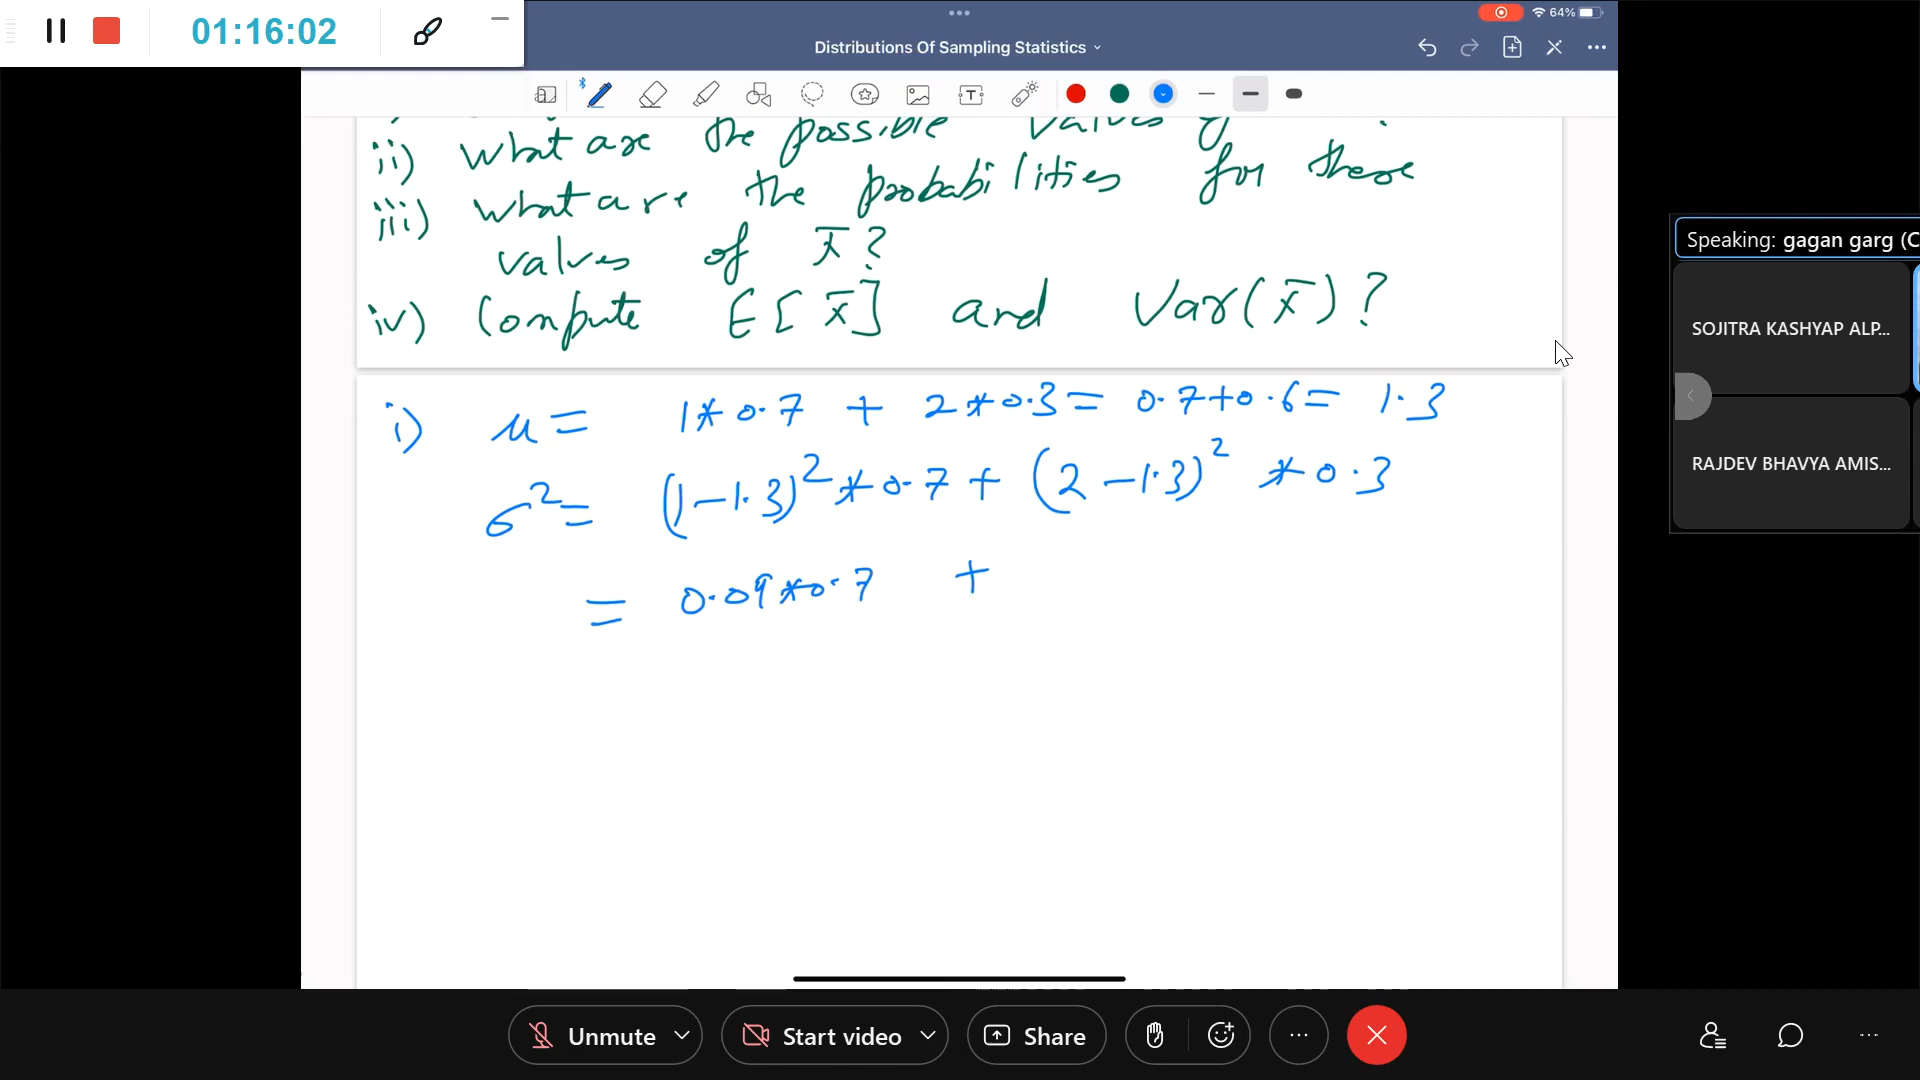 01:16:02
64%
Distributions Of Sampling Statistics
ii) what are the possible values of
iii) what are the probabilities for these
values of x̄?
iv) Compute E[x̄] and Var(x̄)?
i) μ = 1*0.7 + 2*0.3 = 0.7+0.6 = 1.3
σ² = (1-1.3)²*0.7 + (2-1.3)² *0.3
= 0.09*0.7 +
Speaking: gagan garg (C
SOJITRA KASHYAP ALP...
RAJDEV BHAVYA AMIS...
Unmute
Start video
Share